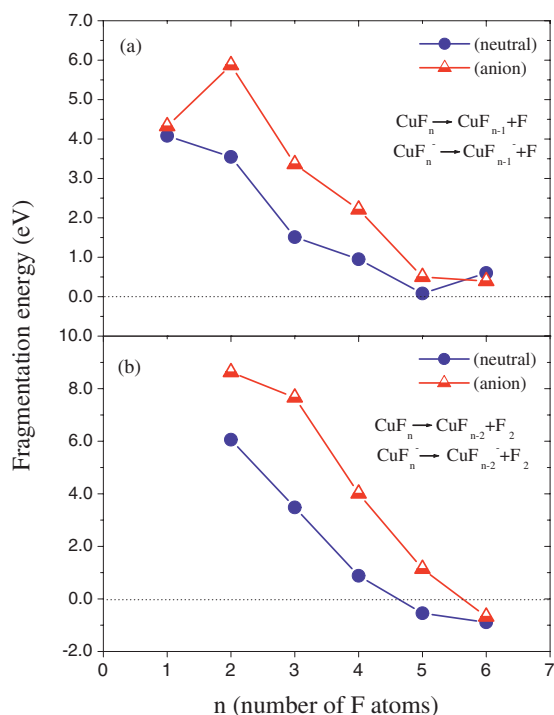 7.0
(a)
(neutral)
(anion)
6.0
5.0
CuFₙ → CuFₙ₋₁+F
CuFₙ⁻ → CuFₙ₋₁⁻+F
4.0
3.0
2.0
1.0
0.0
Fragmentation energy (eV)
10.0
(b)
(neutral)
(anion)
8.0
CuFₙ → CuFₙ₋₂+F₂
CuFₙ⁻ → CuFₙ₋₂⁻+F₂
6.0
4.0
2.0
0.0
-2.0
0 1 2 3 4 5 6 7
n (number of F atoms)